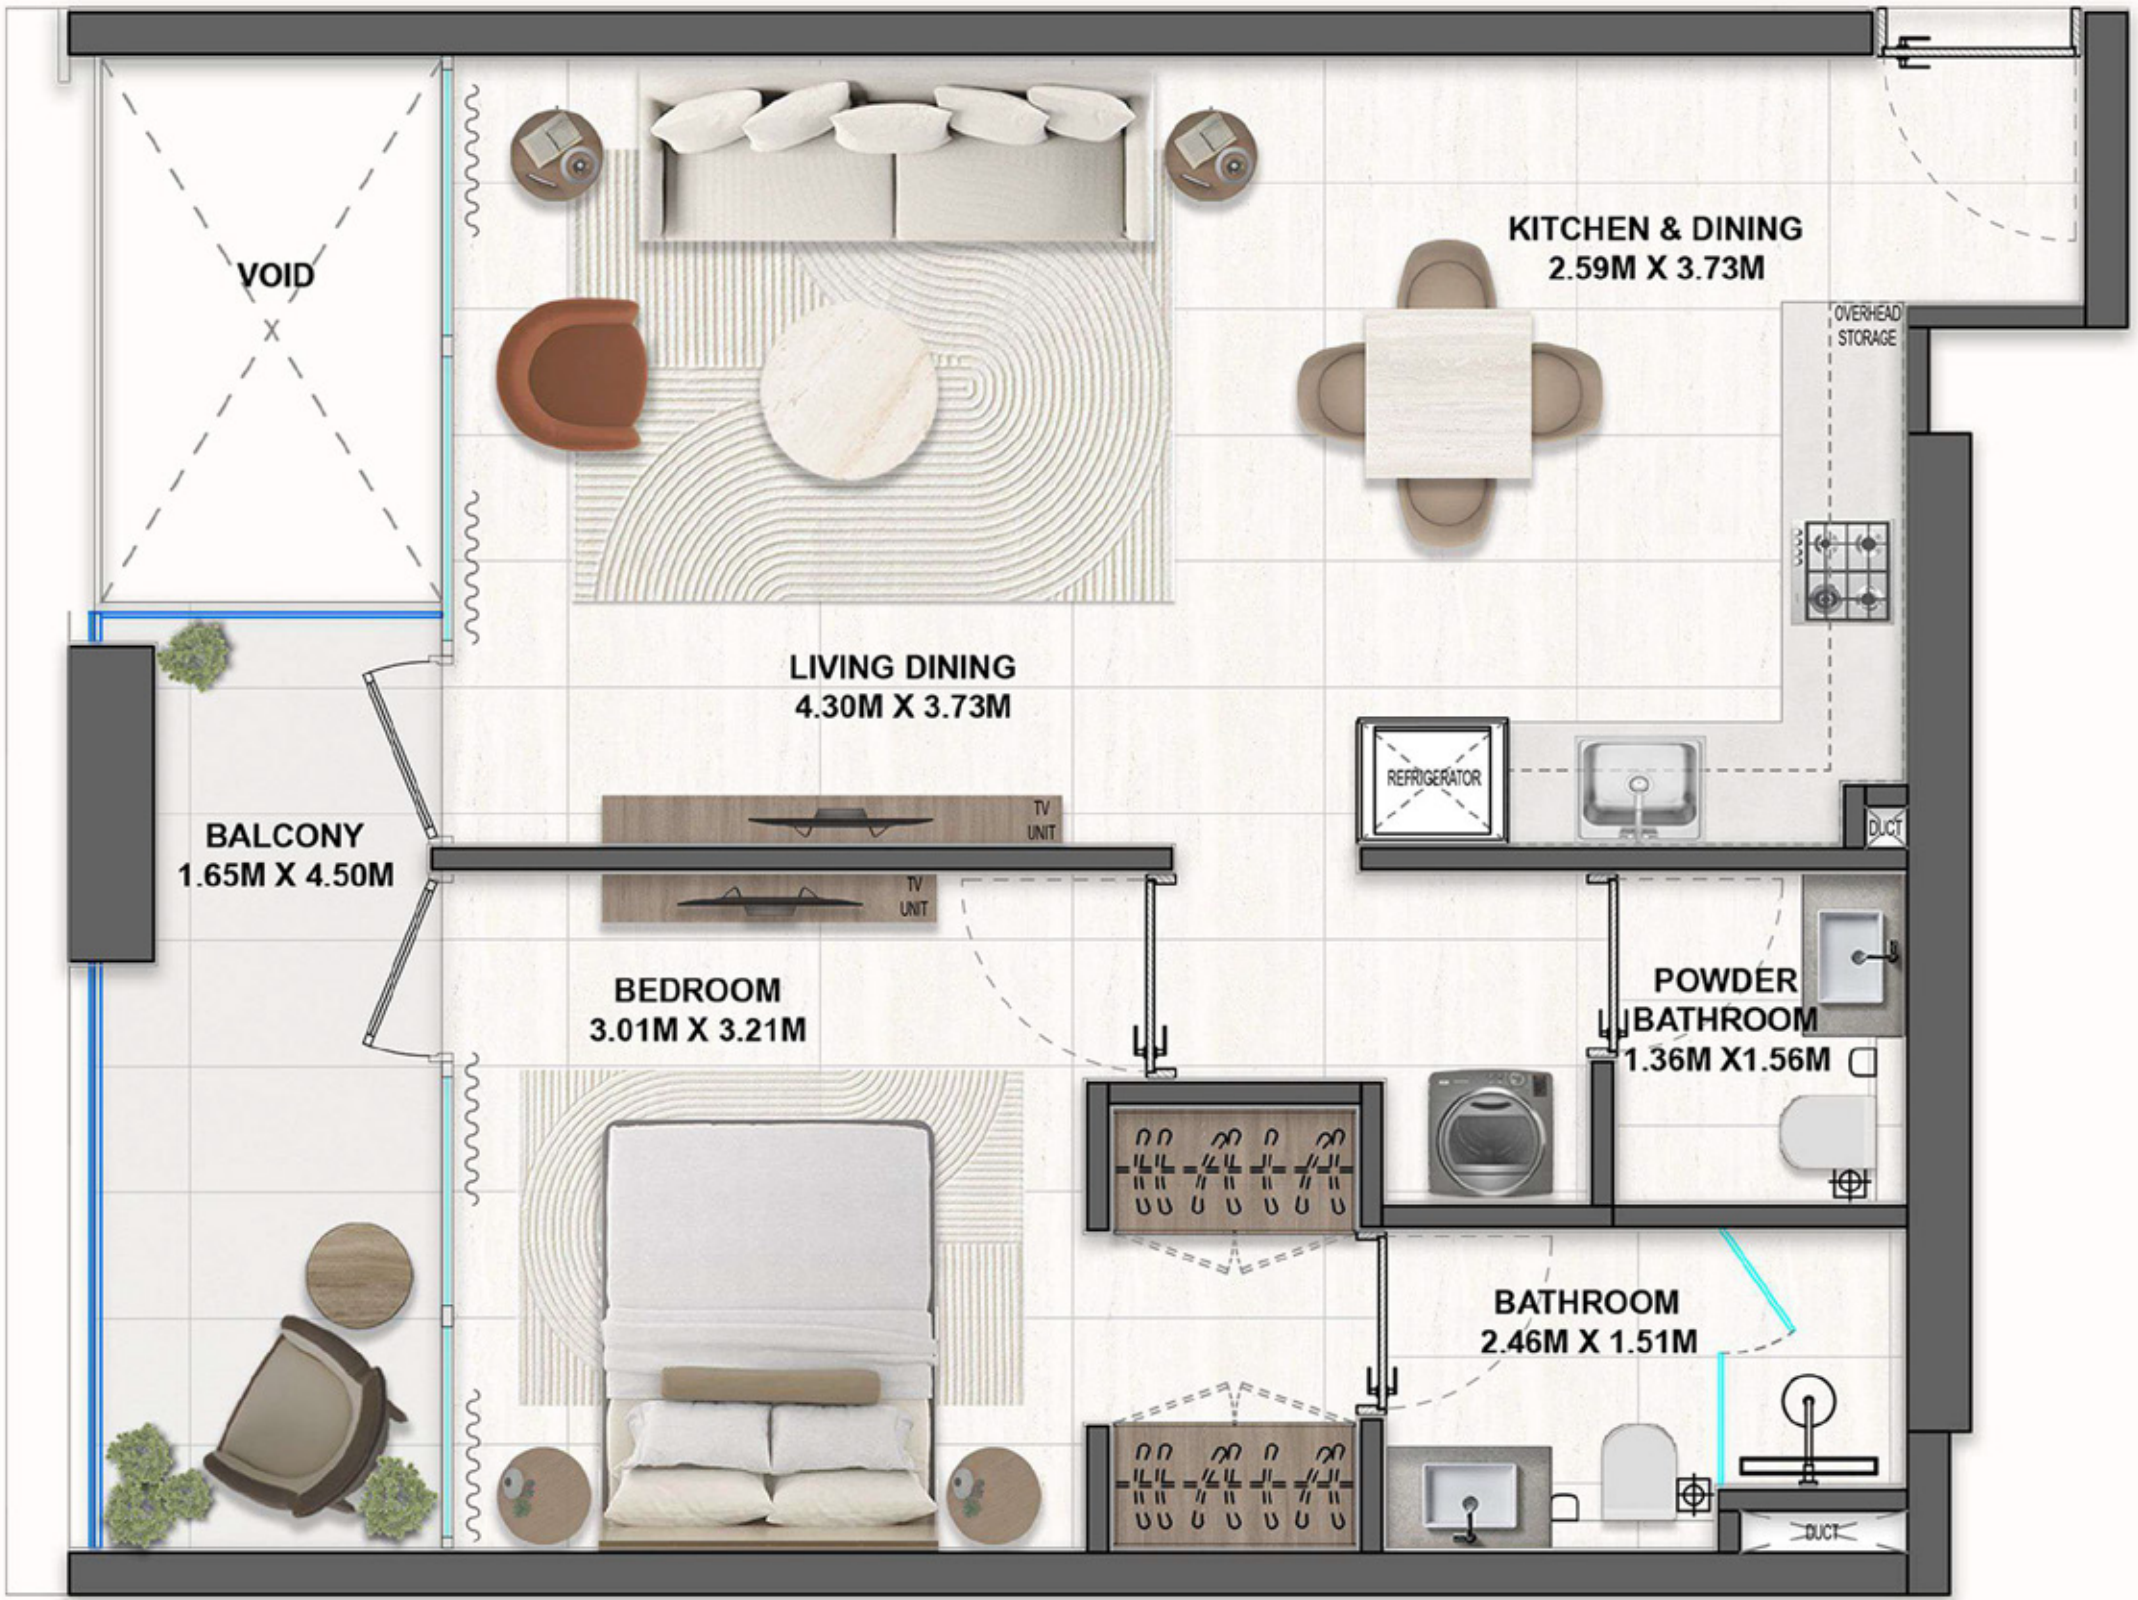 VOID
KITCHEN & DINING
2.59M X 3.73M
OVERHEAD
STORAGE
LIVING DINING
4.30M X 3.73M
REFRIGERATOR
TV
UNIT
DUCT
BALCONY
1.65M X 4.50M
TV
UNIT
BEDROOM
3.01M X 3.21M
POWDER
BATHROOM
1.36M X1.56M
BATHROOM
2.46M X 1.51M
DUCT